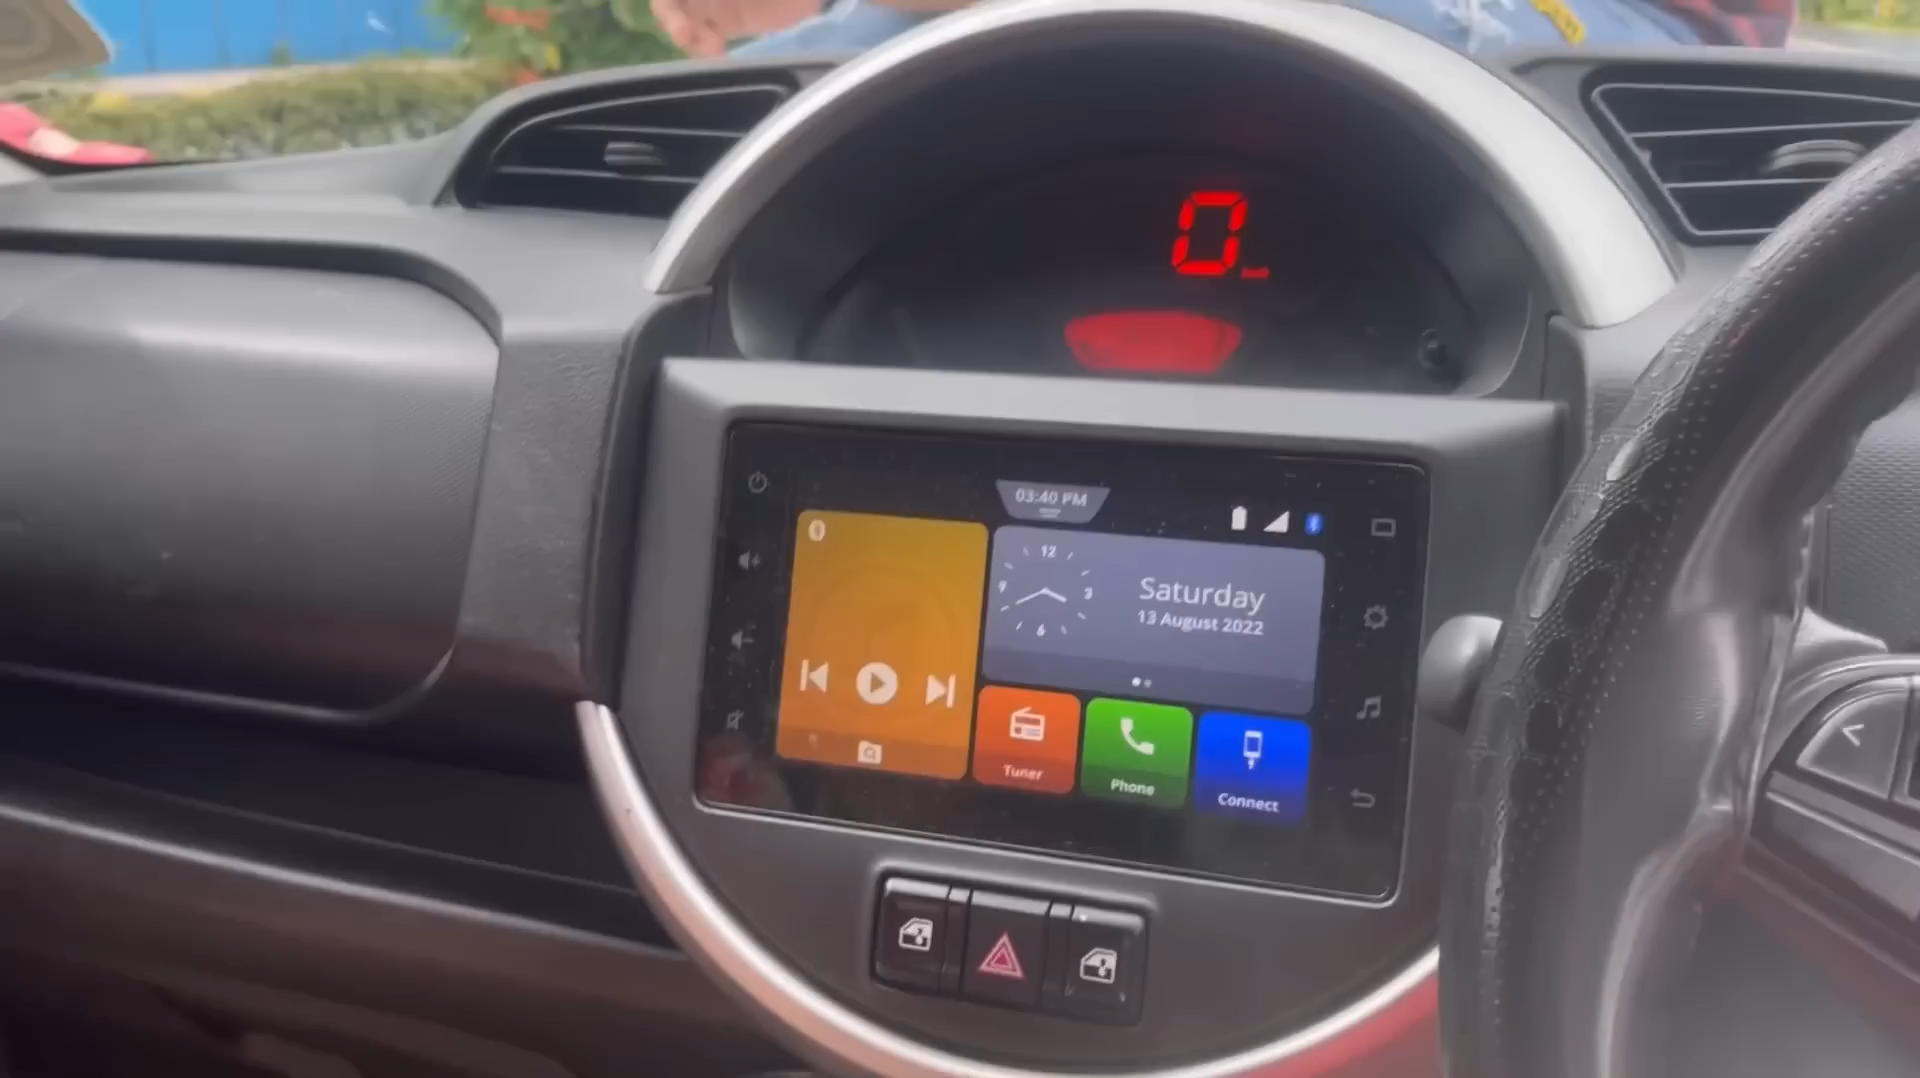 0
03:40 PM
12
9
3
6
Saturday
13 August 2022
Tuner
Phone
Connect